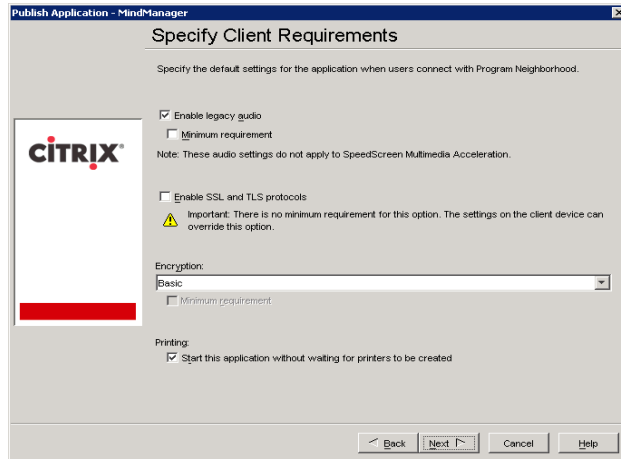 Publish Application - MindManager
Specify Client Requirements
Specify the default settings for the application when users connect with Program Neighborhood.
Enable legacy audio
Minimum requirement
Note: These audio settings do not apply to SpeedScreen Multimedia Acceleration.
CITRIX
Enable SSL and TLS protocols
Important: There is no minimum requirement for this option. The settings on the client device can
override this option.
Encryption:
Basic
Minimum requirement
Printing:
Start this application without waiting for printers to be created
Back Next Cancel Help